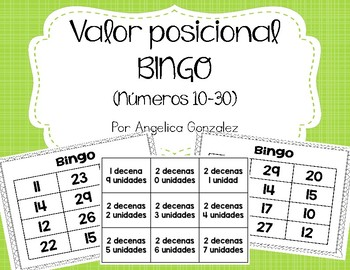 Valor posicional
BINGO
(Números 10-30)
Por Angelica Gonzalez
Bingo
11 23
14 29
12 26
22 15
1 decena
9 unidades
2 decenas
0 unidades
2 decenas
1 unidad
2 decenas
2 unidades
2 decenas
3 unidades
2 decenas
4 unidades
2 decenas
5 unidades
2 decenas
6 unidades
2 decenas
7 unidades
Bingo
29 20
14 15
17 10
27 12